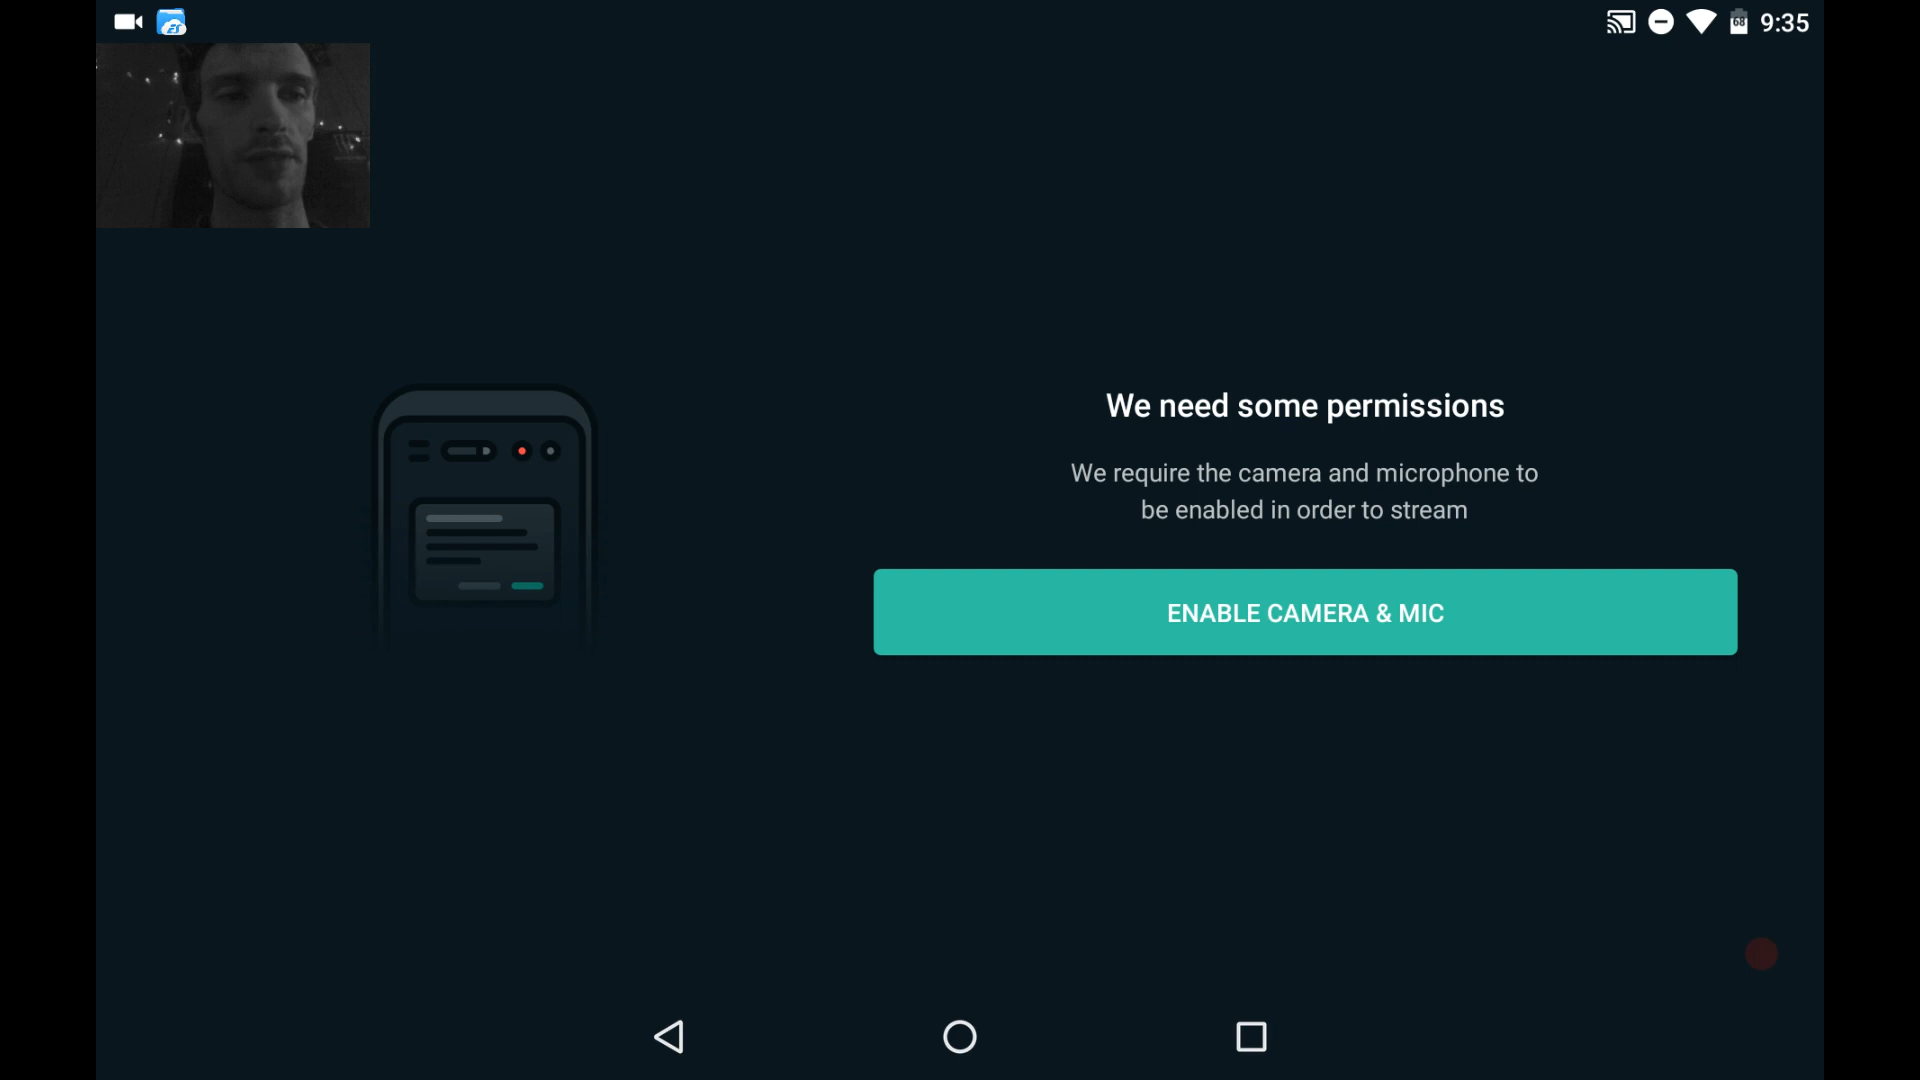 68 9:35
We need some permissions
We require the camera and microphone to
be enabled in order to stream
ENABLE CAMERA & MIC